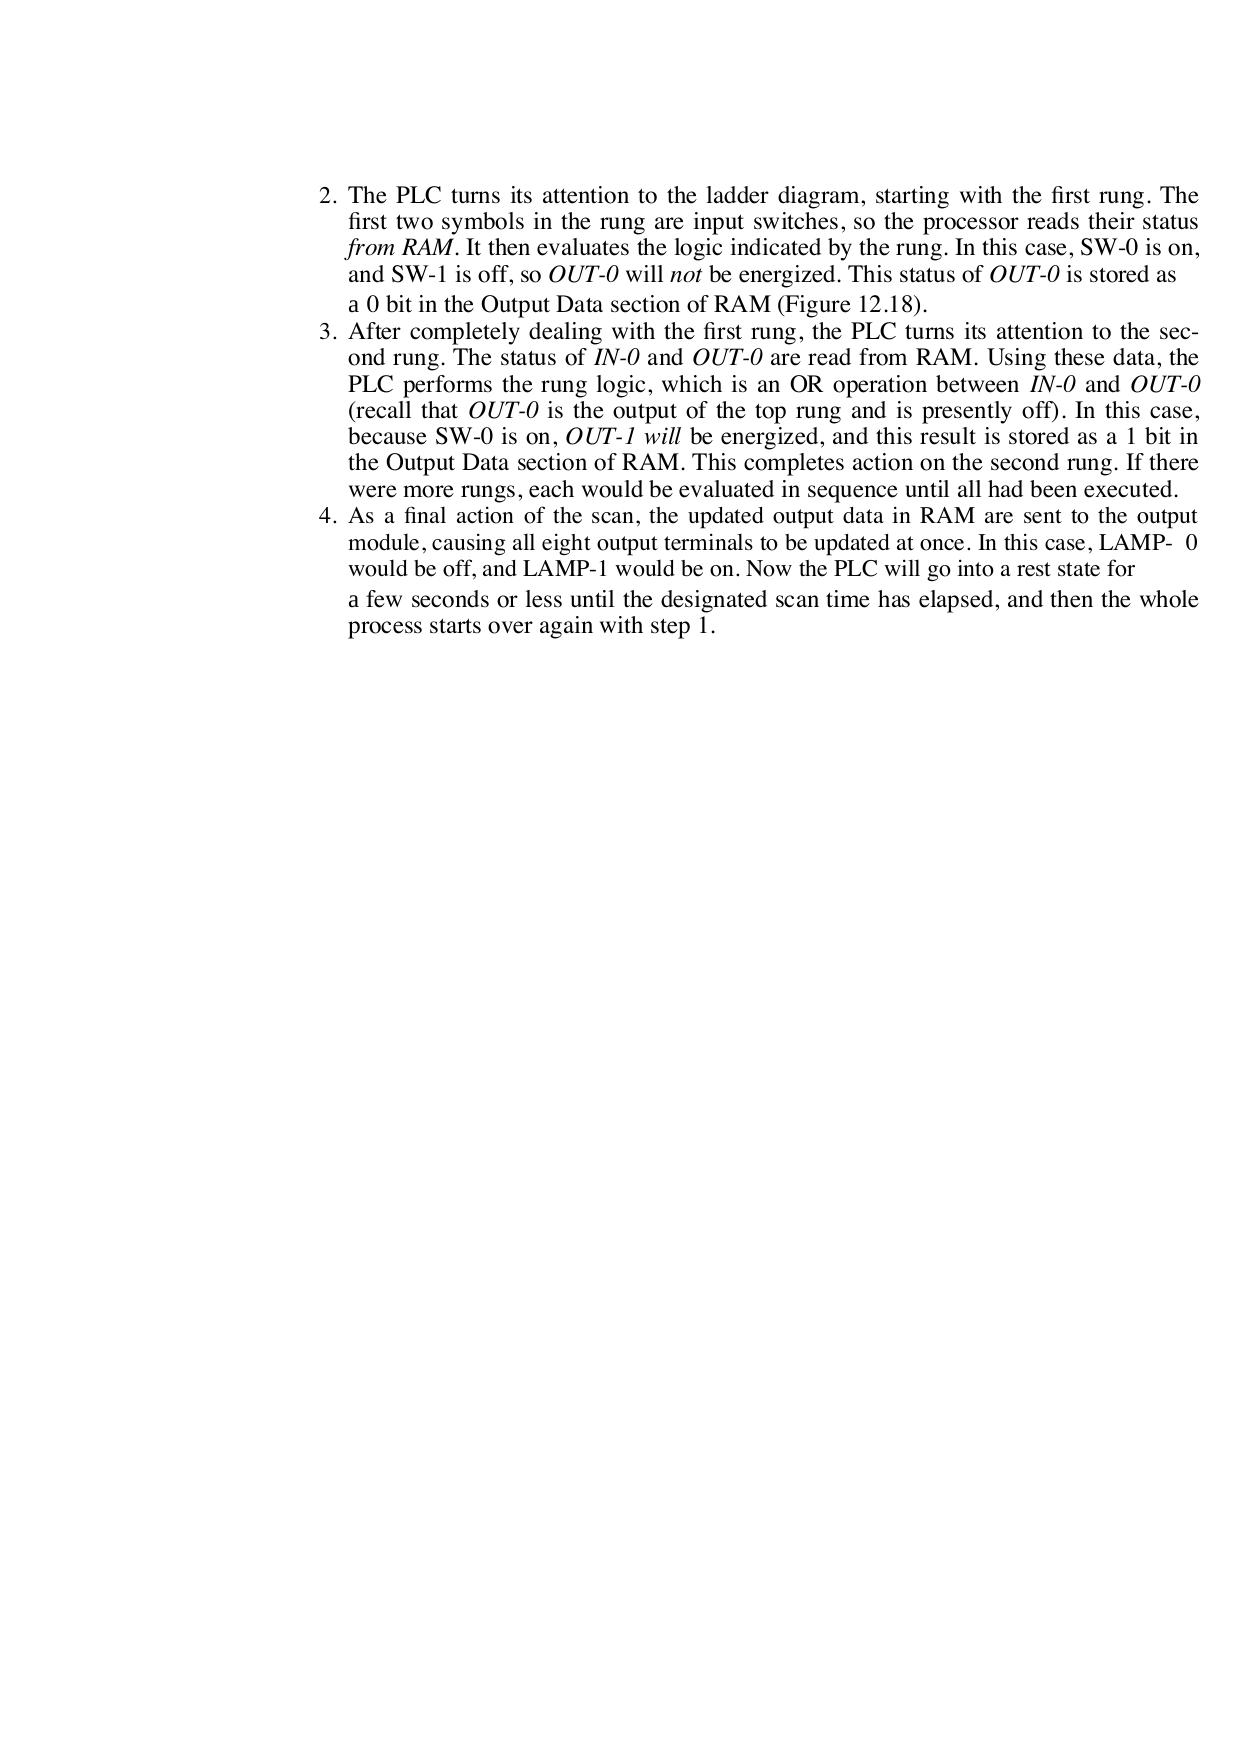 2. The PLC turns its attention to the ladder diagram, starting with the first rung. The
first two symbols in the rung are input switches, so the processor reads their status
from RAM. It then evaluates the logic indicated by the rung. In this case, SW-0 is on,
and SW-1 is off, so OUT-0 will not be energized. This status of OUT-0 is stored as
a 0 bit in the Output Data section of RAM (Figure 12.18).
3. After completely dealing with the first rung, the PLC turns its attention to the sec-
ond rung. The status of IN-0 and OUT-0 are read from RAM. Using these data, the
PLC performs the rung logic, which is an OR operation between IN-0 and OUT-0
(recall that OUT-0 is the output of the top rung and is presently off). In this case,
because SW-0 is on, OUT-1 will be energized, and this result is stored as a 1 bit in
the Output Data section of RAM. This completes action on the second rung. If there
were more rungs, each would be evaluated in sequence until all had been executed.
4. As a final action of the scan, the updated output data in RAM are sent to the output
module, causing all eight output terminals to be updated at once. In this case, LAMP- 0
would be off, and LAMP-1 would be on. Now the PLC will go into a rest state for
a few seconds or less until the designated scan time has elapsed, and then the whole
process starts over again with step 1.